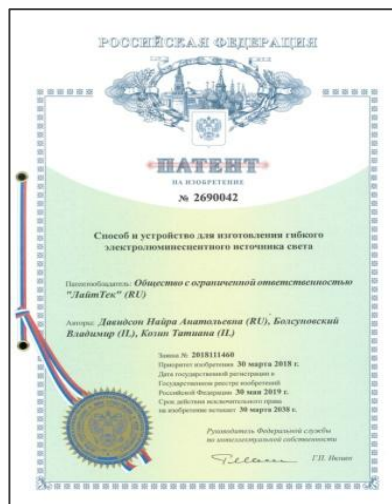 РОССИЙСКАЯ ФЕДЕРАЦИЯ
ПАТЕНТ
НА ИЗОБРЕТЕНИЕ
№ 2690042
Способ и устройство для изготовления гибкого
электролюминесцентного источника света
Патентообладатель: Общество с ограниченной ответственностью
"ЛайтТек" (RU)
Авторы: Давидсон Найра Анатольевна (RU), Болсуновский
Владимир (IL), Козин Татиана (IL)
Заявка № 2018111460
Приоритет изобретения 30 марта 2018 г.
Дата государственной регистрации в
Государственном реестре изобретений
Российской Федерации 30 мая 2019 г.
Срок действия исключительного права
на изобретение истекает 30 марта 2038 г.
Руководитель Федеральной службы
по интеллектуальной собственности
Г.П. Ивлиев